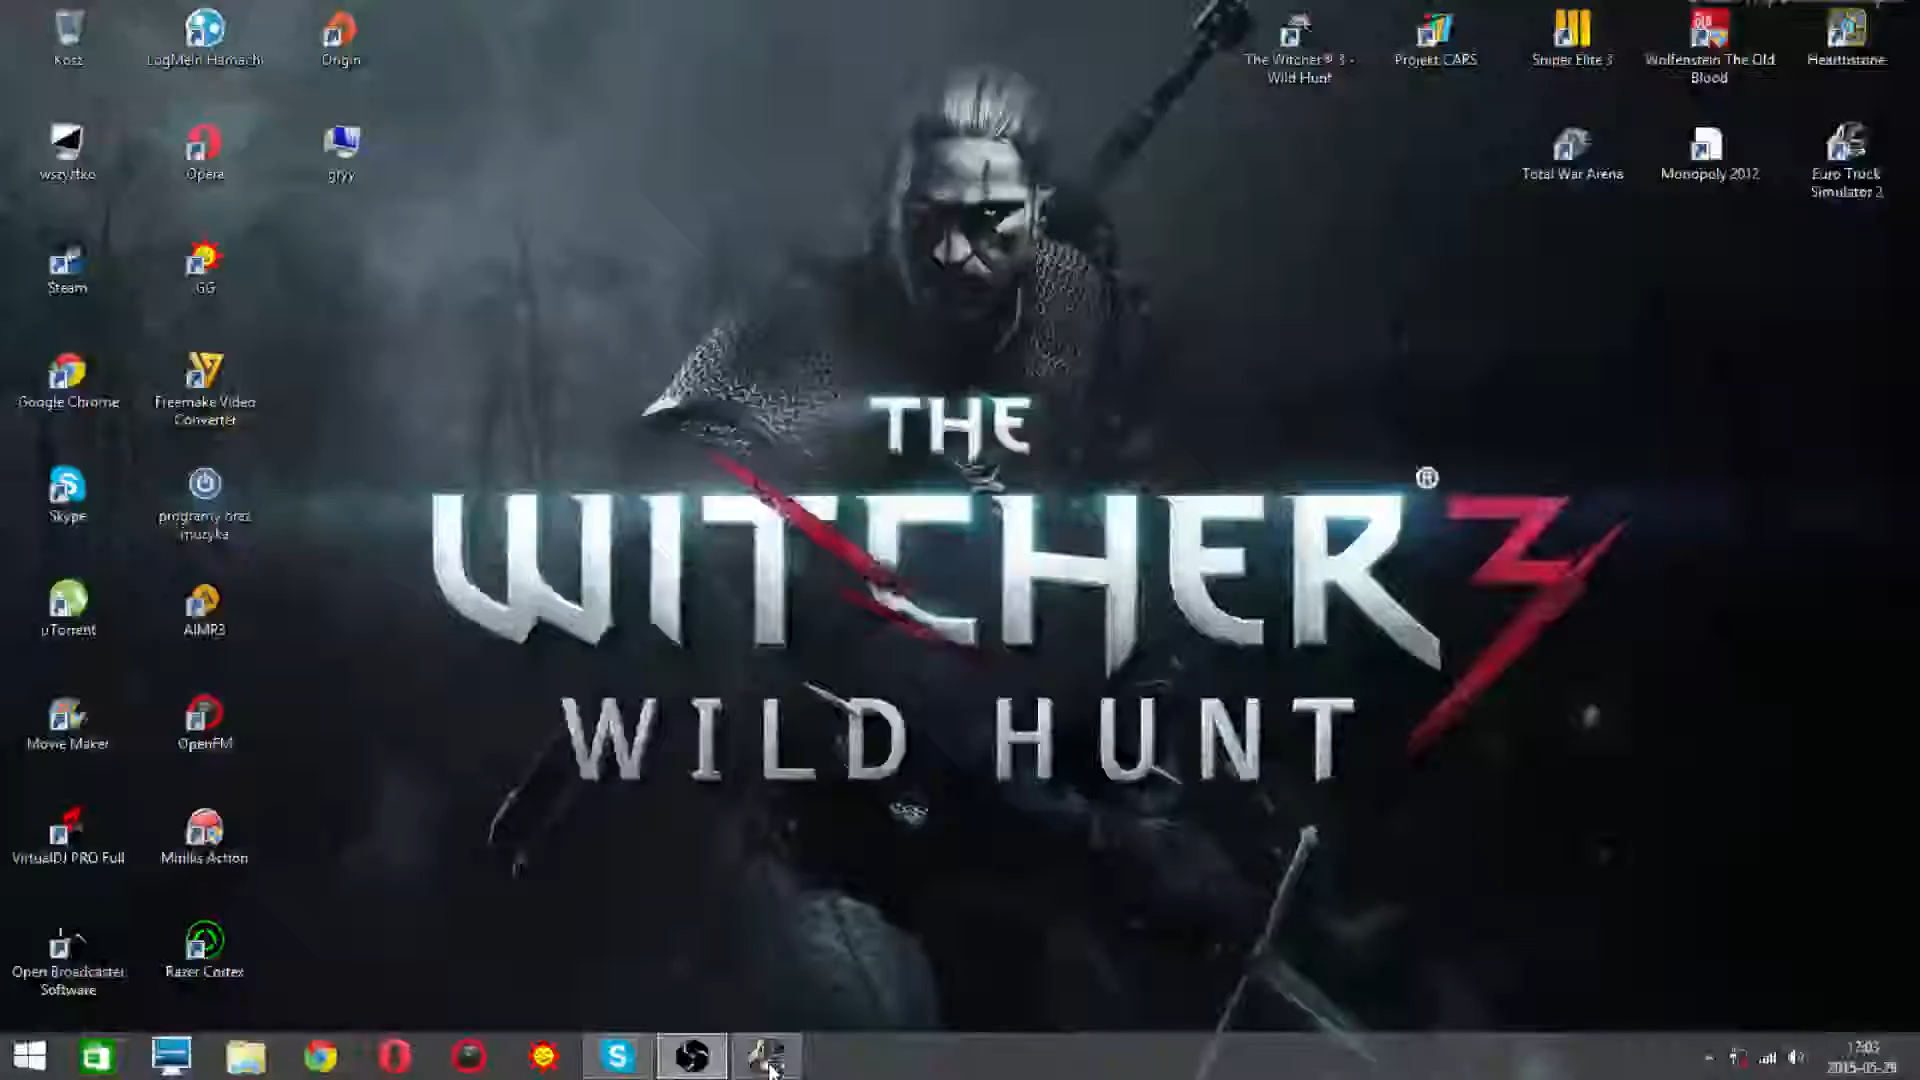 Kosz
LogMeIn Hamachi
Origin
The Witcher® 3 -
Wild Hunt
Projekt CARS
Sniper Elite 3
Wolfenstein The Old
Blood
Hearthstone
wszystko
Opera
gryy
Total War Arena
Monopoly 2012
Euro Truck
Simulator 2
Steam
GG
Google Chrome
Freemake Video
Converter
Skype
programy oraz
muzyka
µTorrent
AIMP3
Movie Maker
OpenFM
VirtualDJ PRO Full
Mirillis Action
Open Broadcaster
Software
Razer Cortex
THE
WITCHER® 3
WILD HUNT
17:03
2015-05-29